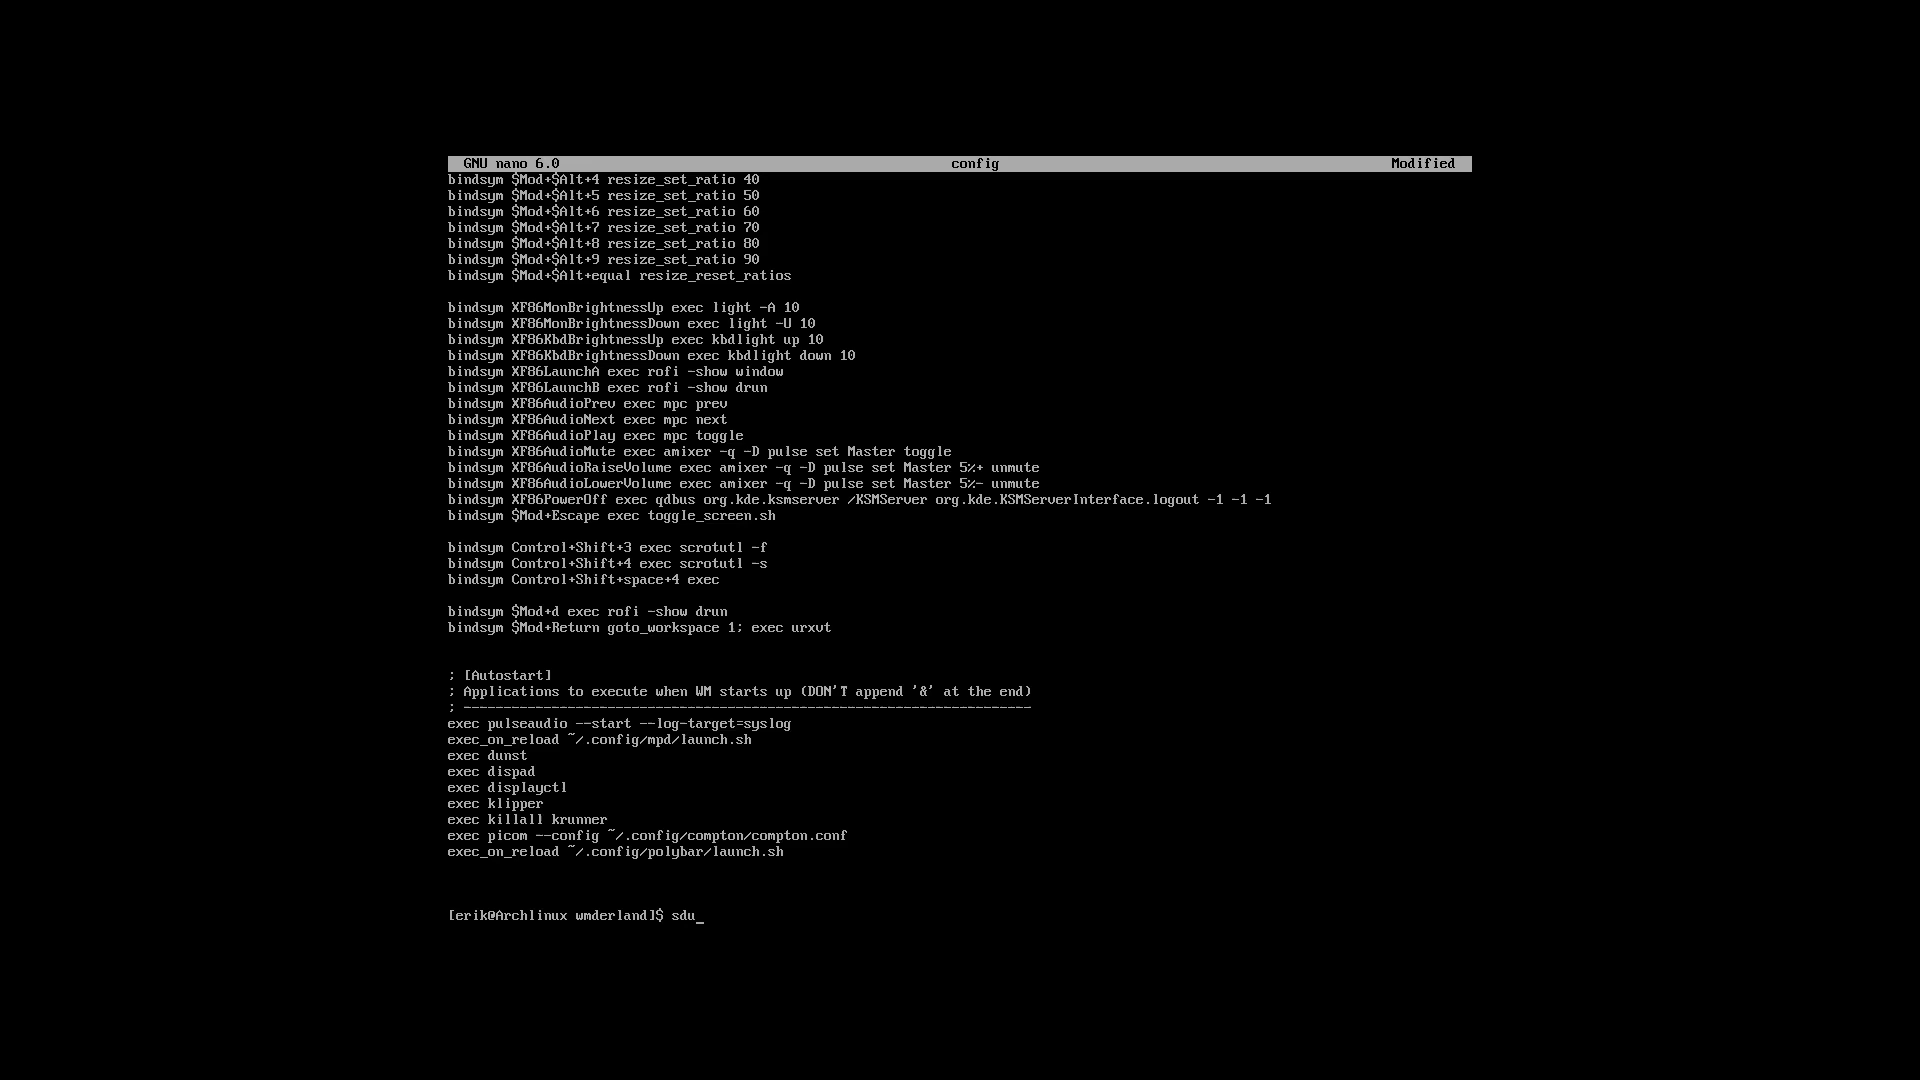 GNU nano 6.0 config Modified
bindsym $Mod+$Alt+4 resize_set_ratio 40
bindsym $Mod+$Alt+5 resize_set_ratio 50
bindsym $Mod+$Alt+6 resize_set_ratio 60
bindsym $Mod+$Alt+7 resize_set_ratio 70
bindsym $Mod+$Alt+8 resize_set_ratio 80
bindsym $Mod+$Alt+9 resize_set_ratio 90
bindsym $Mod+$Alt+equal resize_reset_ratios
bindsym XF86MonBrightnessUp exec light -A 10
bindsym XF86MonBrightnessDown exec light -U 10
bindsym XF86KbdBrightnessUp exec kbdlight up 10
bindsym XF86KbdBrightnessDown exec kbdlight down 10
bindsym XF86LaunchA exec rofi -show window
bindsym XF86LaunchB exec rofi -show drun
bindsym XF86AudioPrev exec mpc prev
bindsym XF86AudioNext exec mpc next
bindsym XF86AudioPlay exec mpc toggle
bindsym XF86AudioMute exec amixer -q -D pulse set Master toggle
bindsym XF86AudioRaiseVolume exec amixer -q -D pulse set Master 5%+ unmute
bindsym XF86AudioLowerVolume exec amixer -q -D pulse set Master 5%- unmute
bindsym XF86PowerOff exec qdbus org.kde.ksmserver /KSMServer org.kde.KSMServerInterface.logout -1 -1 -1
bindsym $Mod+Escape exec toggle_screen.sh
bindsym Control+Shift+3 exec scrotutl -f
bindsym Control+Shift+4 exec scrotutl -s
bindsym Control+Shift+space+4 exec
bindsym $Mod+d exec rofi -show drun
bindsym $Mod+Return goto_workspace 1; exec urxvt
; [Autostart]
; Applications to execute when WM starts up (DON'T append '&' at the end)
; -----------------------------------------------------------------------
exec pulseaudio --start --log-target=syslog
exec_on_reload ~/.config/mpd/launch.sh
exec dunst
exec dispad
exec displayctl
exec klipper
exec killall krunner
exec picom --config ~/.config/compton/compton.conf
exec_on_reload ~/.config/polybar/launch.sh
[erik@Archlinux wmderland]$ sdu_